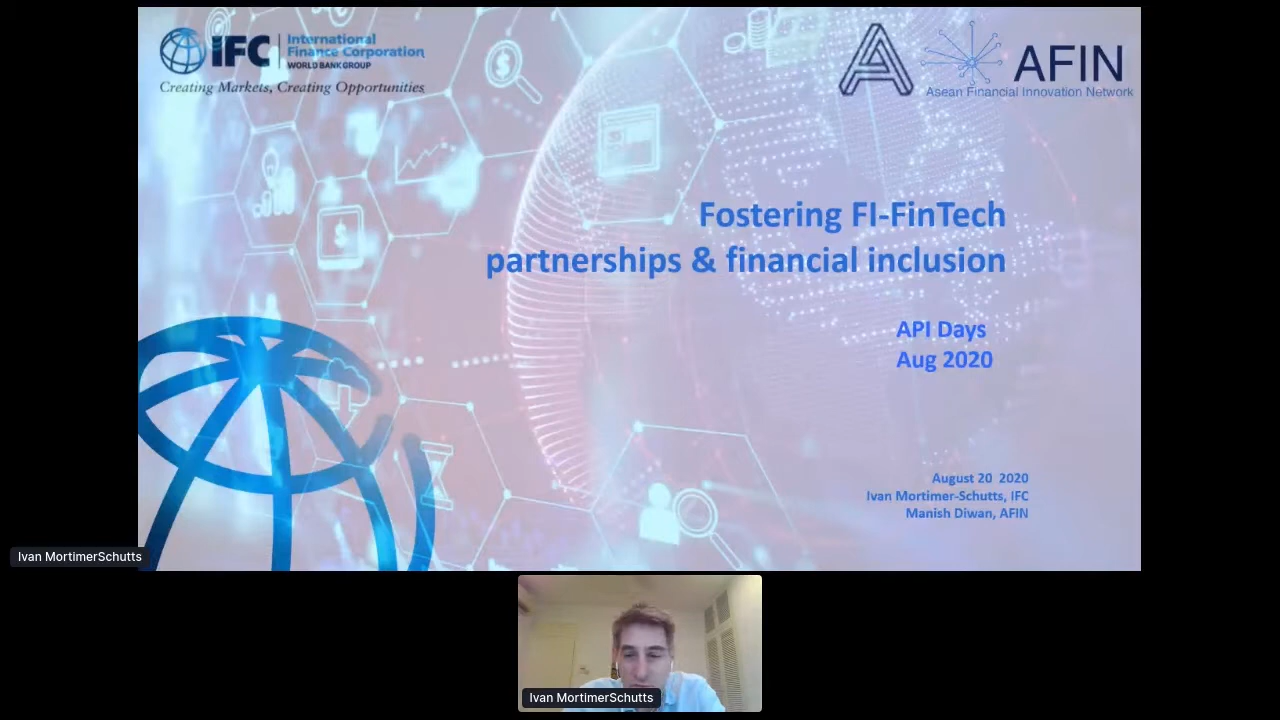 IFC
International
Finance Corporation
WORLD BANK GROUP
Creating Markets, Creating Opportunities
AFIN
Asean Financial Innovation Network
Fostering FI-FinTech
partnerships & financial inclusion
API Days
Aug 2020
August 20 2020
Ivan Mortimer-Schutts, IFC
Manish Diwan, AFIN
Ivan MortimerSchutts
Ivan MortimerSchutts